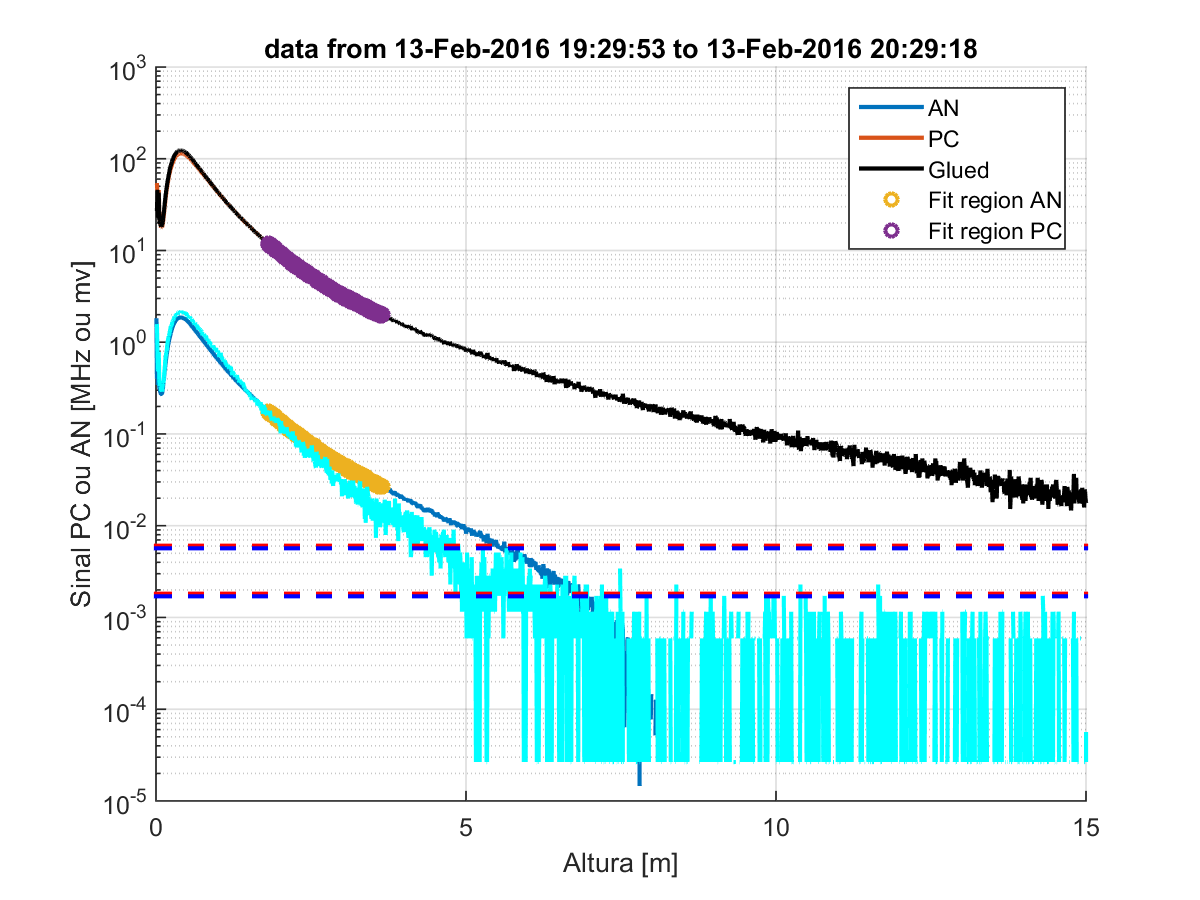 data from 13-Feb-2016 19:29:53 to 13-Feb-2016 20:29:18
Sinal PC ou AN [MHz ou mv]
10^3
10^2
10^1
10^0
10^-1
10^-2
10^-3
10^-4
10^-5
AN
PC
Glued
Fit region AN
Fit region PC
0 5 10 15
Altura [m]